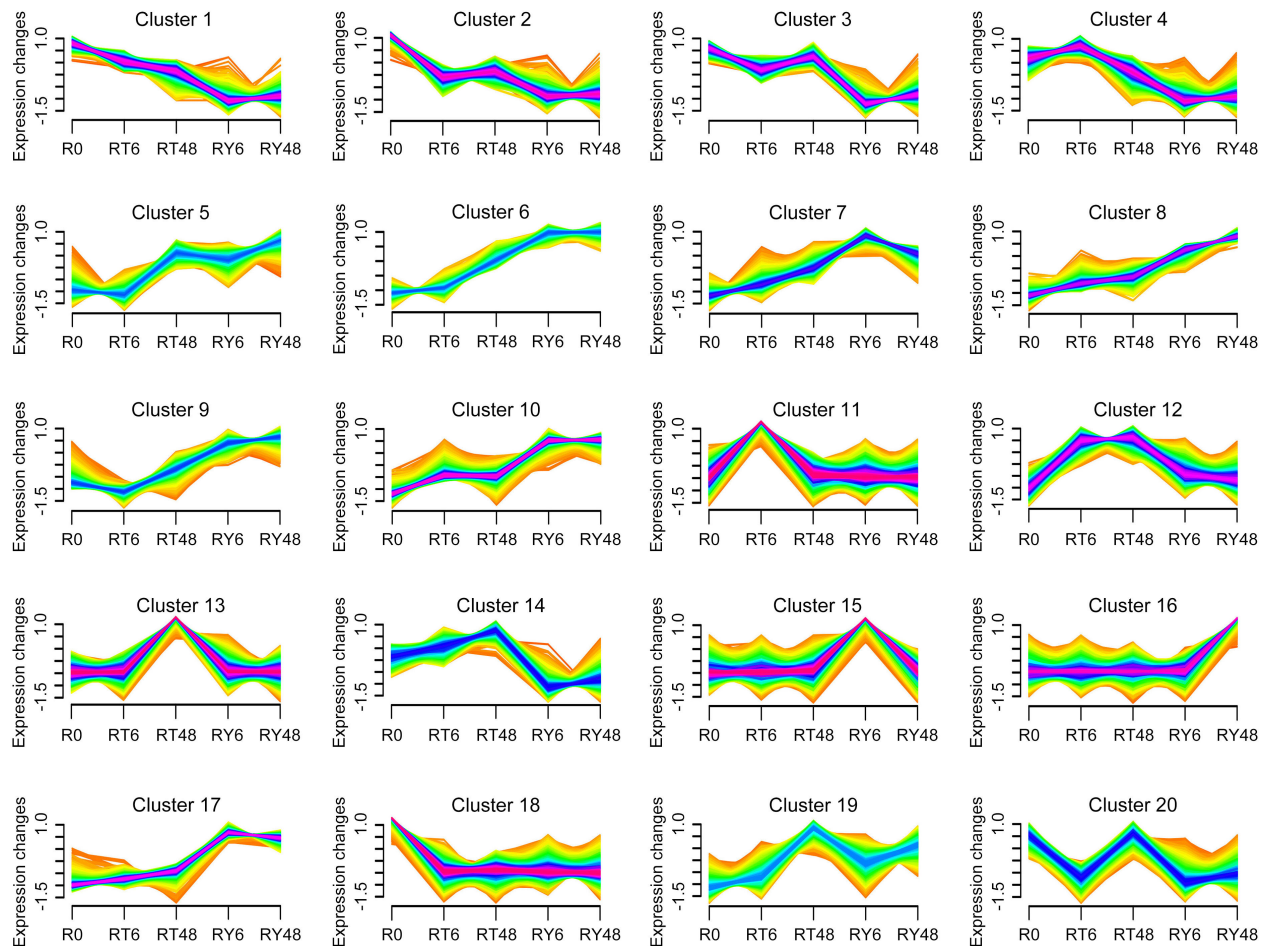 Cluster 1 Cluster 2 Cluster 3 Cluster 4
Expression changes Expression changes Expression changes Expression changes
1.0 1.0 1.0 1.0
-1.5 -1.5 -1.5 -1.5
R0 RT6 RT48 RY6 RY48 R0 RT6 RT48 RY6 RY48 R0 RT6 RT48 RY6 RY48 R0 RT6 RT48 RY6 RY48
Cluster 5 Cluster 6 Cluster 7 Cluster 8
Expression changes Expression changes Expression changes Expression changes
1.0 1.0 1.0 1.0
-1.5 -1.5 -1.5 -1.5
R0 RT6 RT48 RY6 RY48 R0 RT6 RT48 RY6 RY48 R0 RT6 RT48 RY6 RY48 R0 RT6 RT48 RY6 RY48
Cluster 9 Cluster 10 Cluster 11 Cluster 12
Expression changes Expression changes Expression changes Expression changes
1.0 1.0 1.0 1.0
-1.5 -1.5 -1.5 -1.5
R0 RT6 RT48 RY6 RY48 R0 RT6 RT48 RY6 RY48 R0 RT6 RT48 RY6 RY48 R0 RT6 RT48 RY6 RY48
Cluster 13 Cluster 14 Cluster 15 Cluster 16
Expression changes Expression changes Expression changes Expression changes
1.0 1.0 1.0 1.0
-1.5 -1.5 -1.5 -1.5
R0 RT6 RT48 RY6 RY48 R0 RT6 RT48 RY6 RY48 R0 RT6 RT48 RY6 RY48 R0 RT6 RT48 RY6 RY48
Cluster 17 Cluster 18 Cluster 19 Cluster 20
Expression changes Expression changes Expression changes Expression changes
1.0 1.0 1.0 1.0
-1.5 -1.5 -1.5 -1.5
R0 RT6 RT48 RY6 RY48 R0 RT6 RT48 RY6 RY48 R0 RT6 RT48 RY6 RY48 R0 RT6 RT48 RY6 RY48